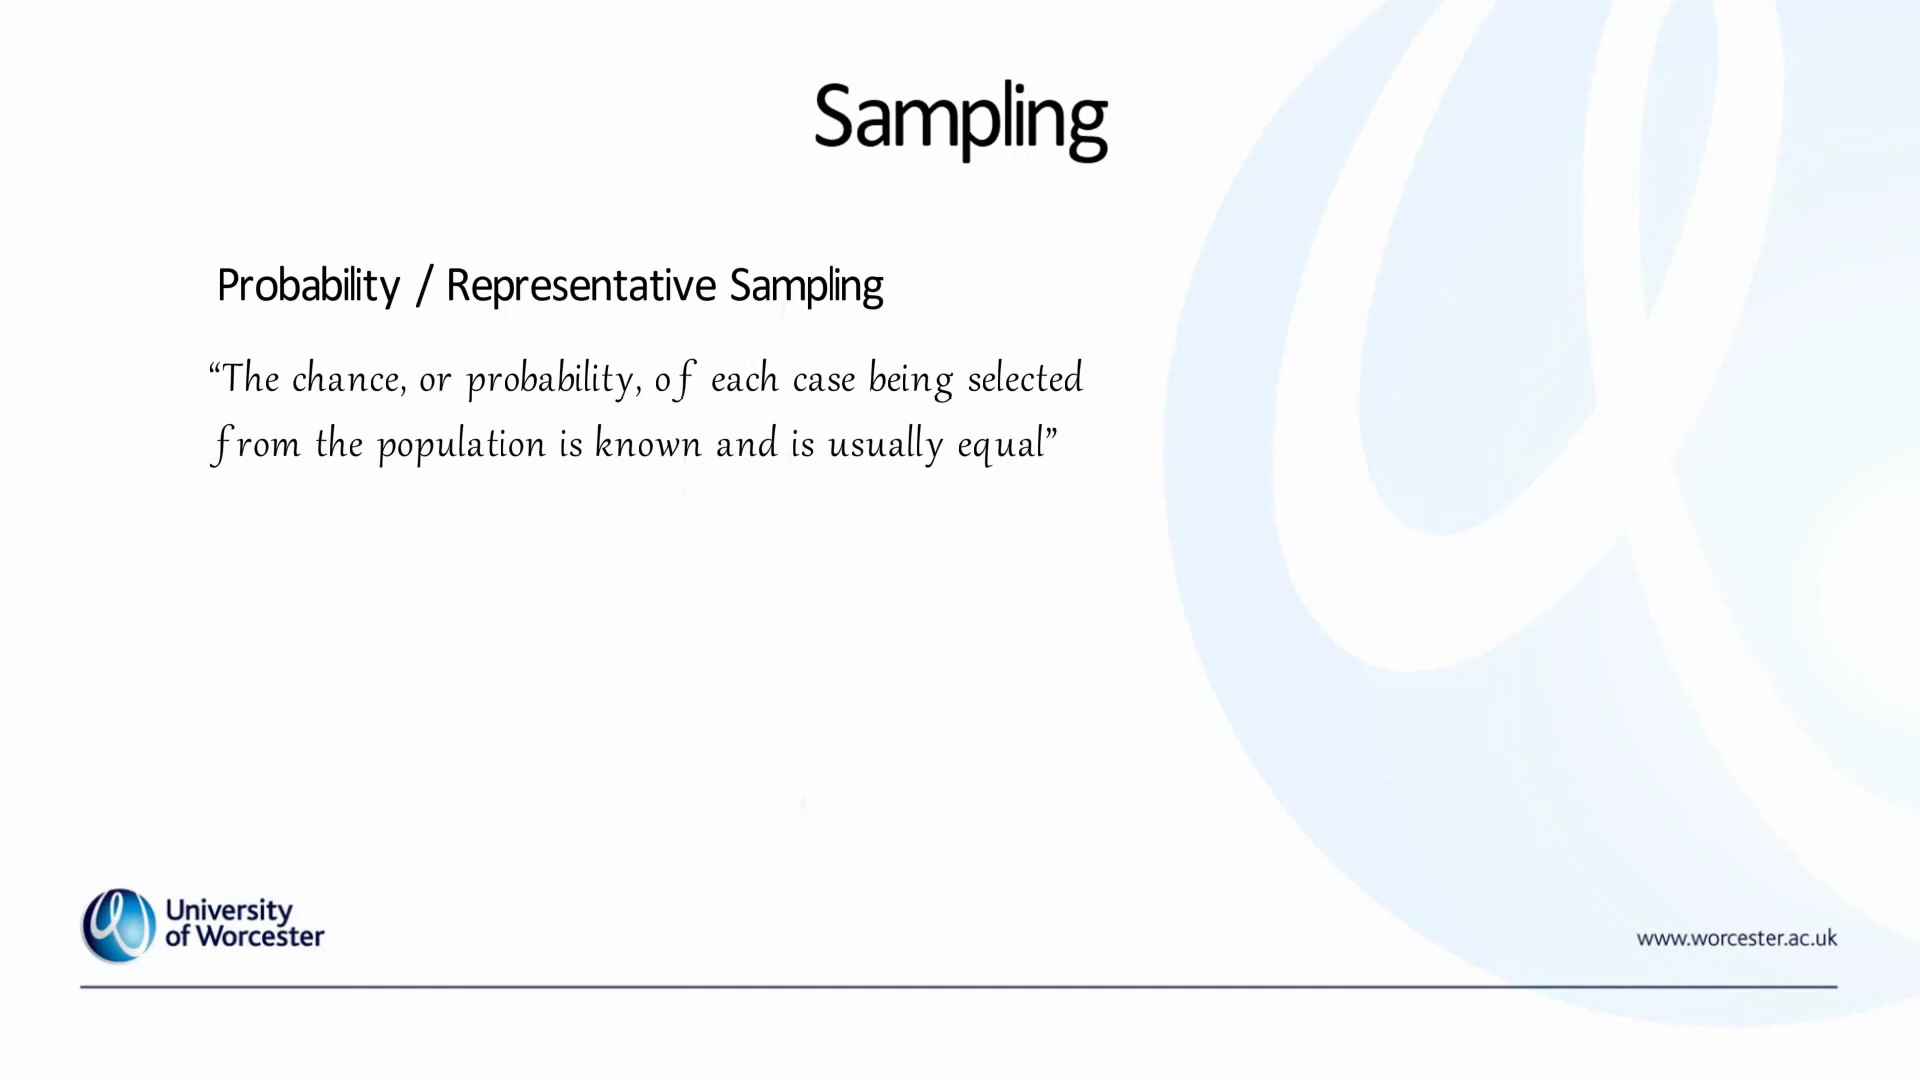 Sampling
Probability / Representative Sampling
“The chance, or probability, of each case being selected
from the population is known and is usually equal”
University
of Worcester
www.worcester.ac.uk